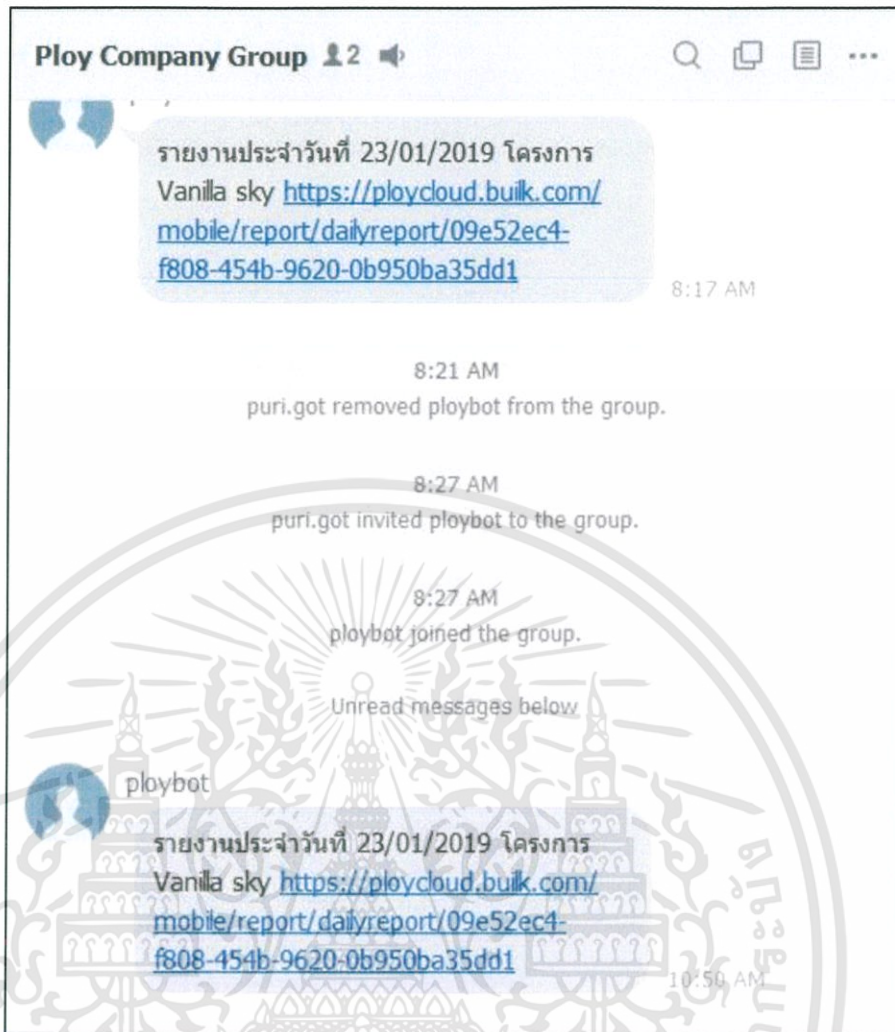 Ploy Company Group 2
รายงานประจำวันที่ 23/01/2019 โครงการ
Vanilla sky https://ploycloud.builk.com/
mobile/report/dailyreport/09e52ec4-
f808-454b-9620-0b950ba35dd1
8:17 AM
8:21 AM
puri.got removed ploybot from the group.
8:27 AM
puri.got invited ploybot to the group.
8:27 AM
ploybot joined the group.
Unread messages below
ploybot
รายงานประจำวันที่ 23/01/2019 โครงการ
Vanilla sky https://ploycloud.builk.com/
mobile/report/dailyreport/09e52ec4-
f808-454b-9620-0b950ba35dd1
10:50 AM